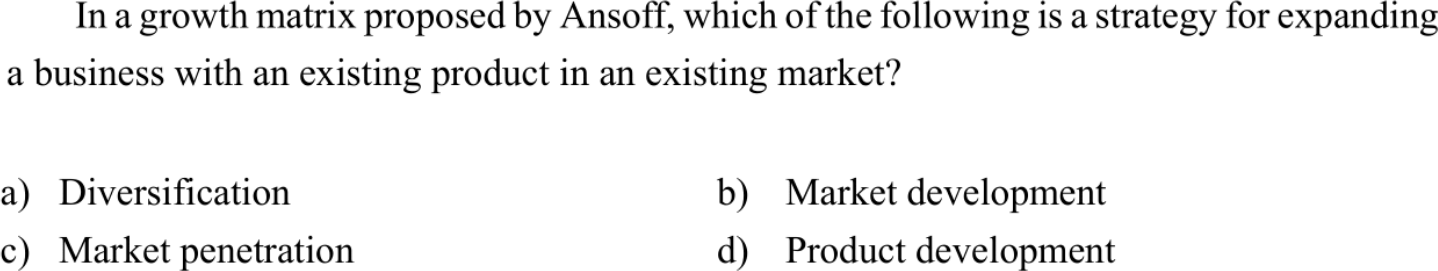 In a growth matrix proposed by Ansoff, which of the following is a strategy for expanding
a business with an existing product in an existing market?
a) Diversification b) Market development
c) Market penetration d) Product development